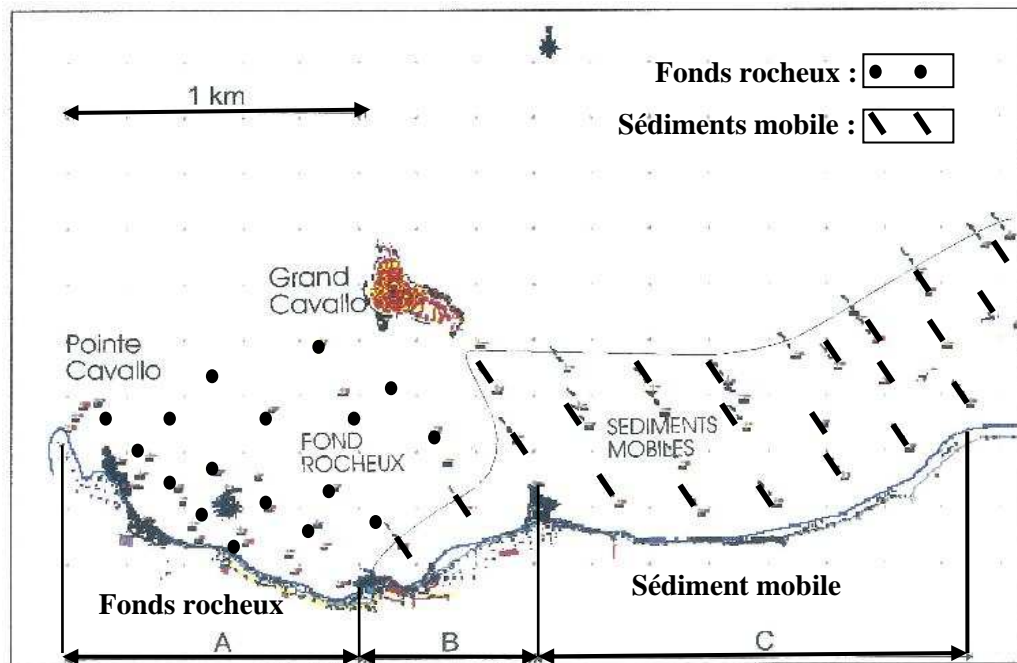 Fonds rocheux :
1 km
Sédiments mobile :
Grand
Cavallo
Pointe
Cavallo
FOND
ROCHEUX
SEDIMENTS
MOBILES
Fonds rocheux
Sédiment mobile
A
B
C